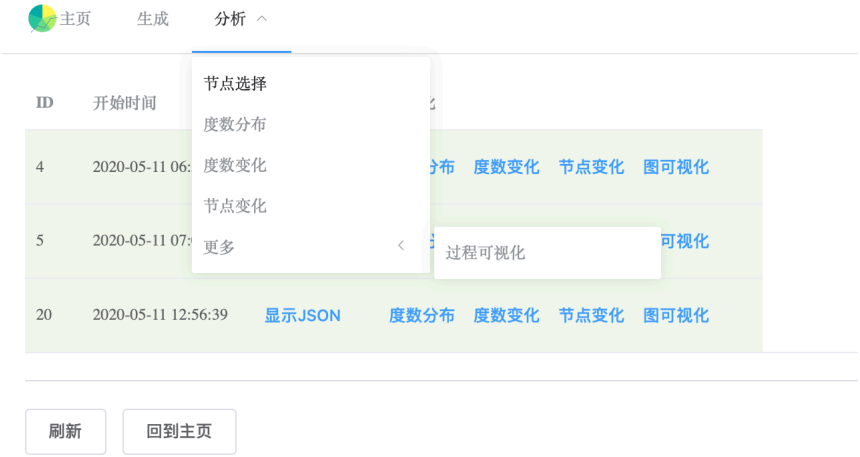 主页 生成 分析
节点选择
ID 开始时间
度数分布
4 2020-05-11 06: 度数变化 分布 度数变化 节点变化 图可视化
节点变化
5 2020-05-11 07: 更多 过程可视化 可视化
20 2020-05-11 12:56:39 显示JSON 度数分布 度数变化 节点变化 图可视化
刷新 回到主页